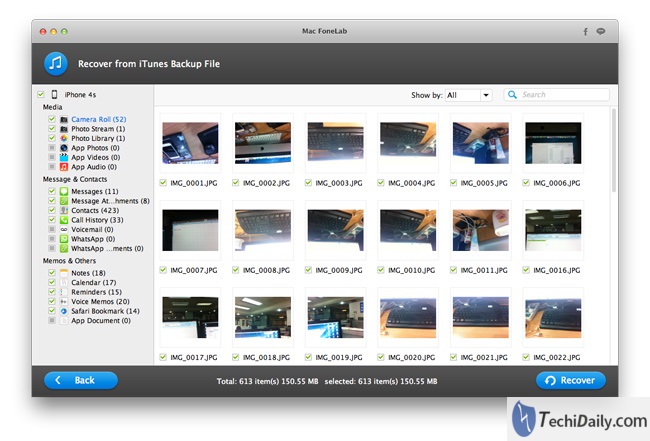 Mac FoneLab
Recover from iTunes Backup File
iPhone 4s
Show by: All
Search
Media
Camera Roll (52)
Photo Stream (1)
Photo Library (1)
App Photos (0)
App Videos (0)
App Audio (0)
Message & Contacts
Messages (11)
Message At...hments (8)
Contacts (423)
Call History (33)
Voicemail (0)
WhatsApp (0)
WhatsApp ...ments (0)
Memos & Others
Notes (18)
Calendar (17)
Reminders (15)
Voice Memos (20)
Safari Bookmark (14)
App Document (0)
IMG_0001.JPG IMG_0002.JPG IMG_0003.JPG IMG_0004.JPG IMG_0005.JPG IMG_0006.JPG
IMG_0007.JPG IMG_0008.JPG IMG_0009.JPG IMG_0010.JPG IMG_0011.JPG IMG_0016.JPG
IMG_0017.JPG IMG_0018.JPG IMG_0019.JPG IMG_0020.JPG IMG_0021.JPG IMG_0022.JPG
Back
Total: 613 item(s) 150.55 MB selected: 613 item(s) 150.55 MB
Recover
TechiDaily.com